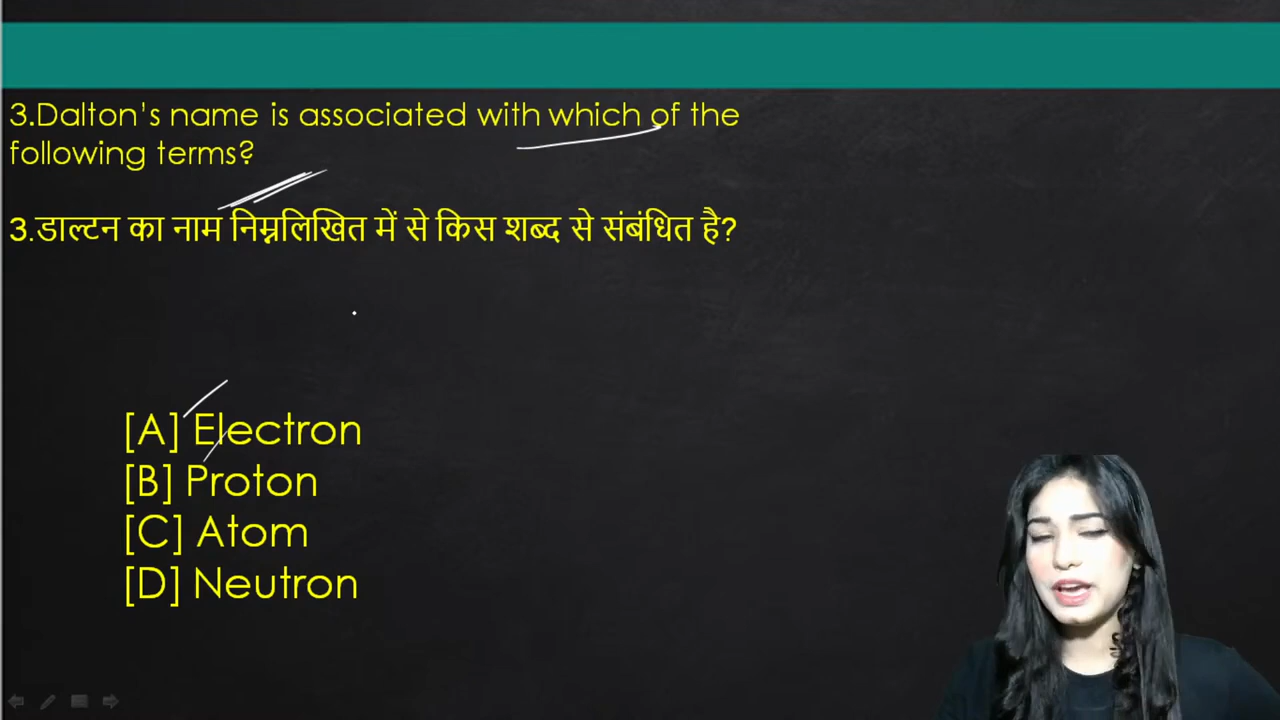 3.Dalton's name is associated with which of the
following terms?
3.डाल्टन का नाम निम्नलिखित में से किस शब्द से संबंधित है?
[A] Electron
[B] Proton
[C] Atom
[D] Neutron